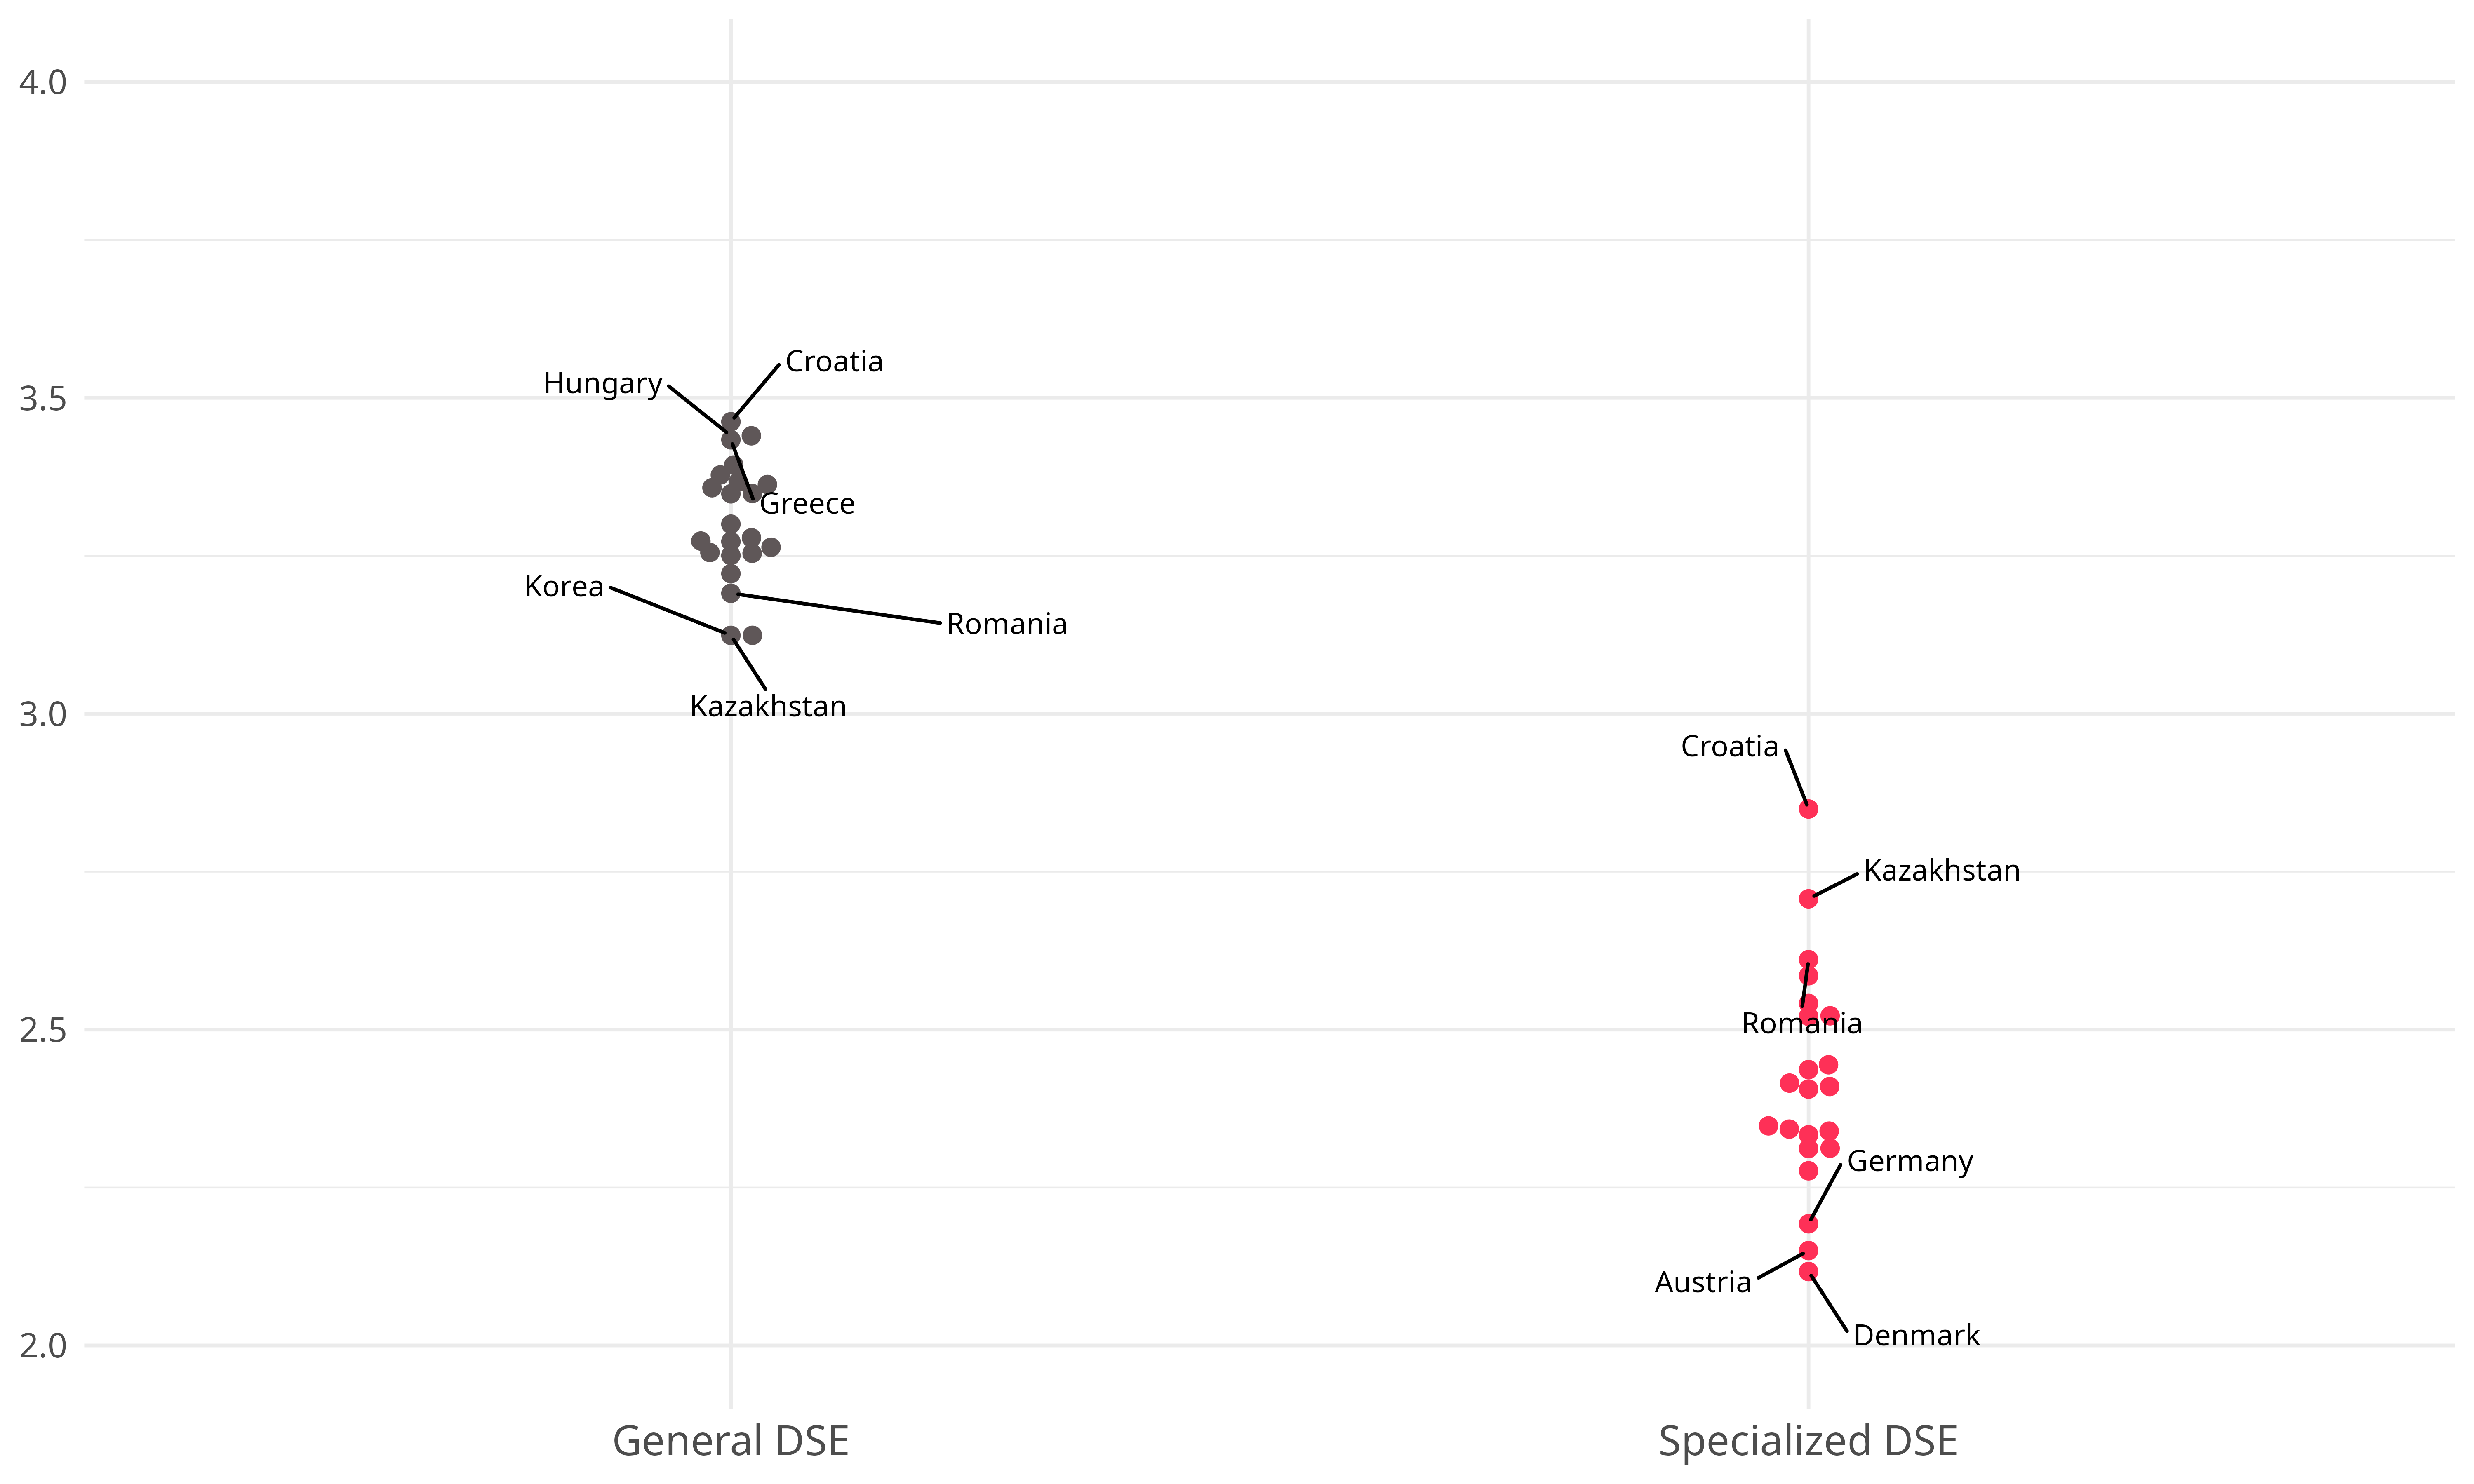 4.0
3.5
3.0
2.5
2.0
Croatia
Hungary
Greece
Korea
Romania
Kazakhstan
Croatia
Kazakhstan
Romania
Germany
Austria
Denmark
General DSE
Specialized DSE